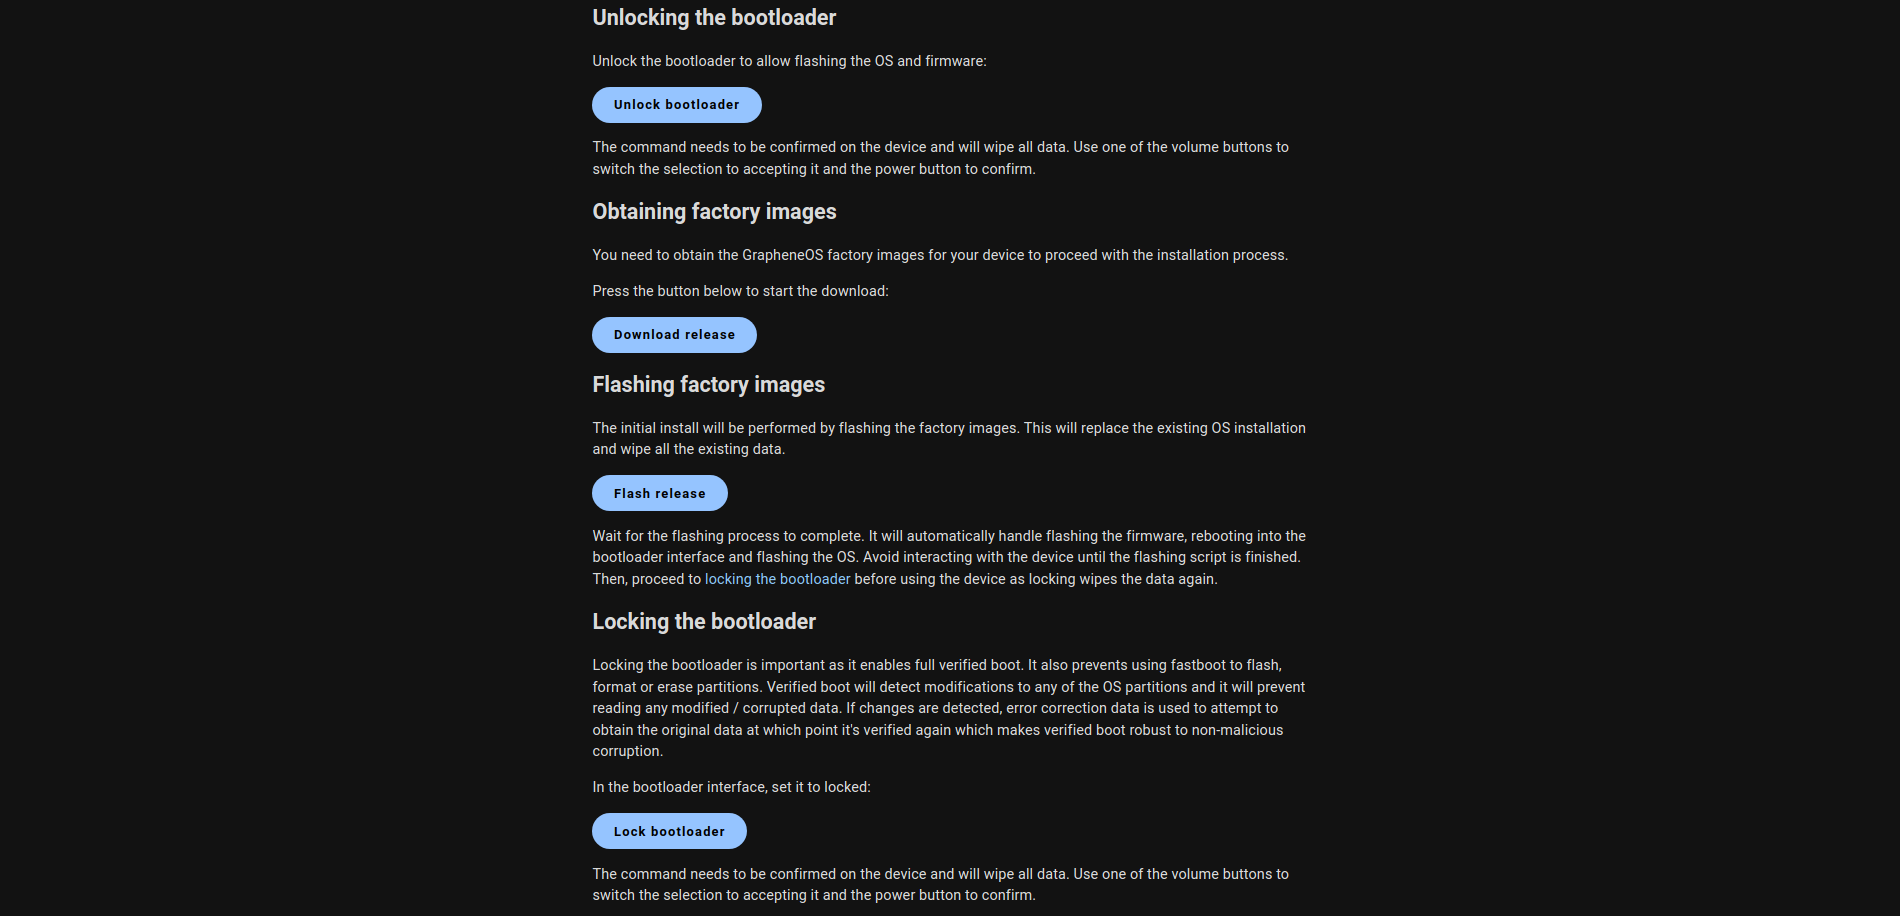 Unlocking the bootloader
Unlock the bootloader to allow flashing the OS and firmware:
Unlock bootloader
The command needs to be confirmed on the device and will wipe all data. Use one of the volume buttons to
switch the selection to accepting it and the power button to confirm.
Obtaining factory images
You need to obtain the GrapheneOS factory images for your device to proceed with the installation process.
Press the button below to start the download:
Download release
Flashing factory images
The initial install will be performed by flashing the factory images. This will replace the existing OS installation
and wipe all the existing data.
Flash release
Wait for the flashing process to complete. It will automatically handle flashing the firmware, rebooting into the
bootloader interface and flashing the OS. Avoid interacting with the device until the flashing script is finished.
Then, proceed to locking the bootloader before using the device as locking wipes the data again.
Locking the bootloader
Locking the bootloader is important as it enables full verified boot. It also prevents using fastboot to flash,
format or erase partitions. Verified boot will detect modifications to any of the OS partitions and it will prevent
reading any modified / corrupted data. If changes are detected, error correction data is used to attempt to
obtain the original data at which point it's verified again which makes verified boot robust to non-malicious
corruption.
In the bootloader interface, set it to locked:
Lock bootloader
The command needs to be confirmed on the device and will wipe all data. Use one of the volume buttons to
switch the selection to accepting it and the power button to confirm.